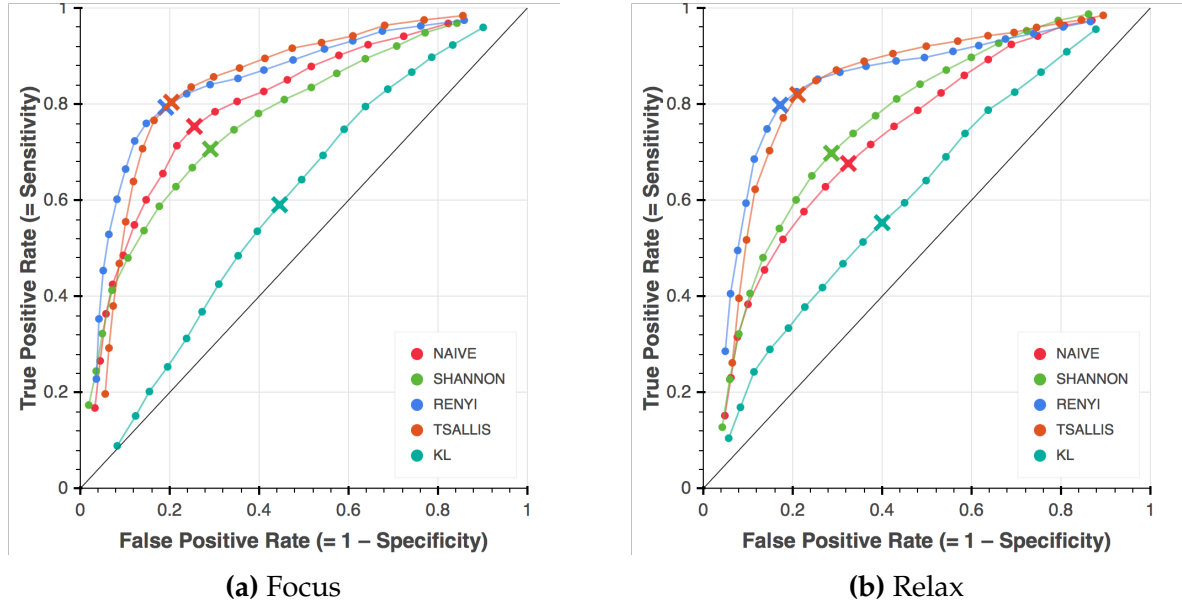 True Positive Rate (= Sensitivity)
1
0.8
0.6
0.4
0.2
0
NAIVE
SHANNON
RENYI
TSALLIS
KL
0 0.2 0.4 0.6 0.8 1
False Positive Rate (= 1 – Specificity)
(a) Focus
True Positive Rate (= Sensitivity)
1
0.8
0.6
0.4
0.2
0
NAIVE
SHANNON
RENYI
TSALLIS
KL
0 0.2 0.4 0.6 0.8 1
False Positive Rate (= 1 – Specificity)
(b) Relax